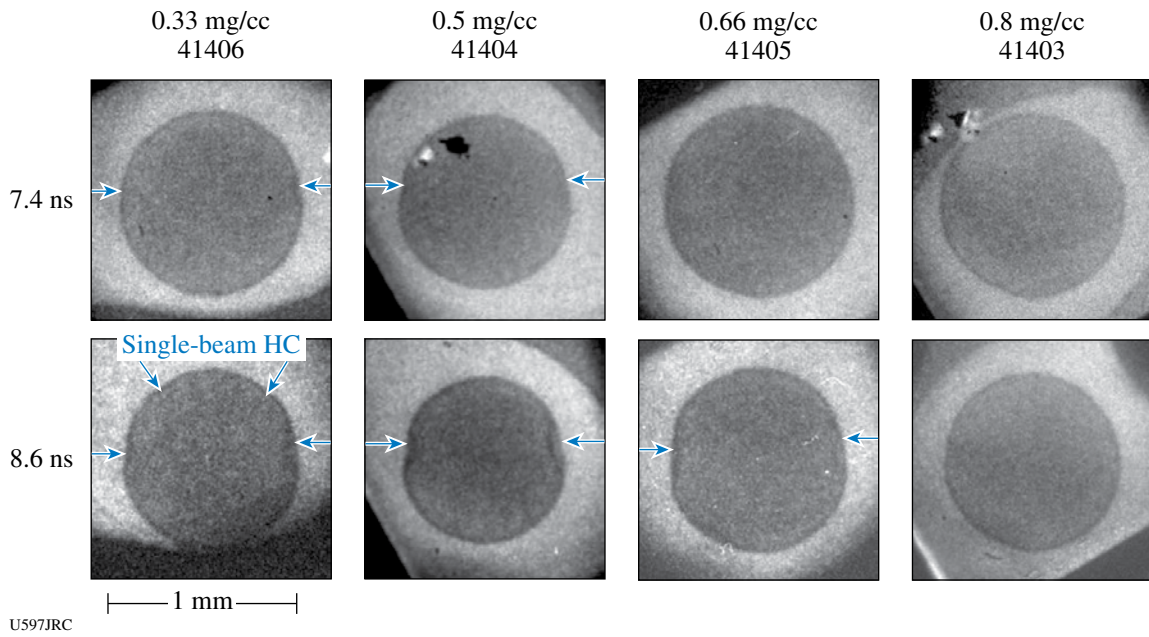 0.33 mg/cc 0.5 mg/cc 0.66 mg/cc 0.8 mg/cc
41406 41404 41405 41403
7.4 ns
Single-beam HC
8.6 ns
1 mm
U597JRC